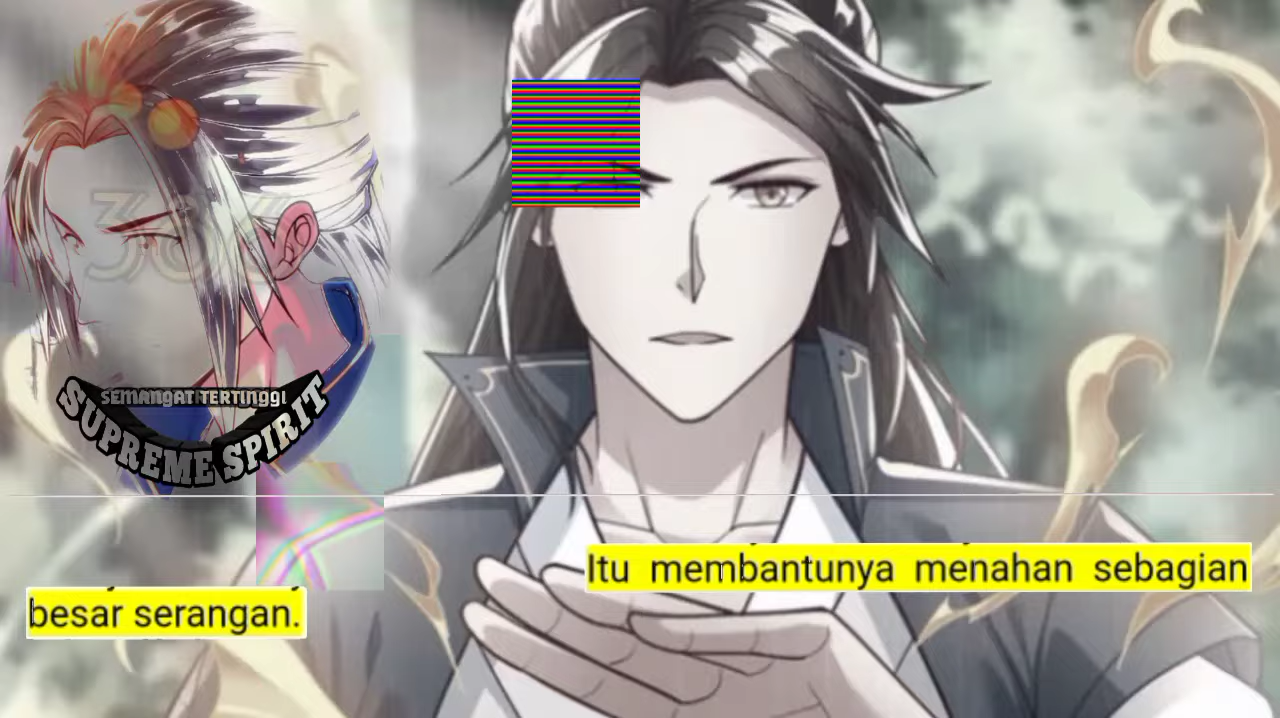 SEMANGAT TERTINGGI
SUPREME SPIRIT
Itu membantunya menahan sebagian
besar serangan.